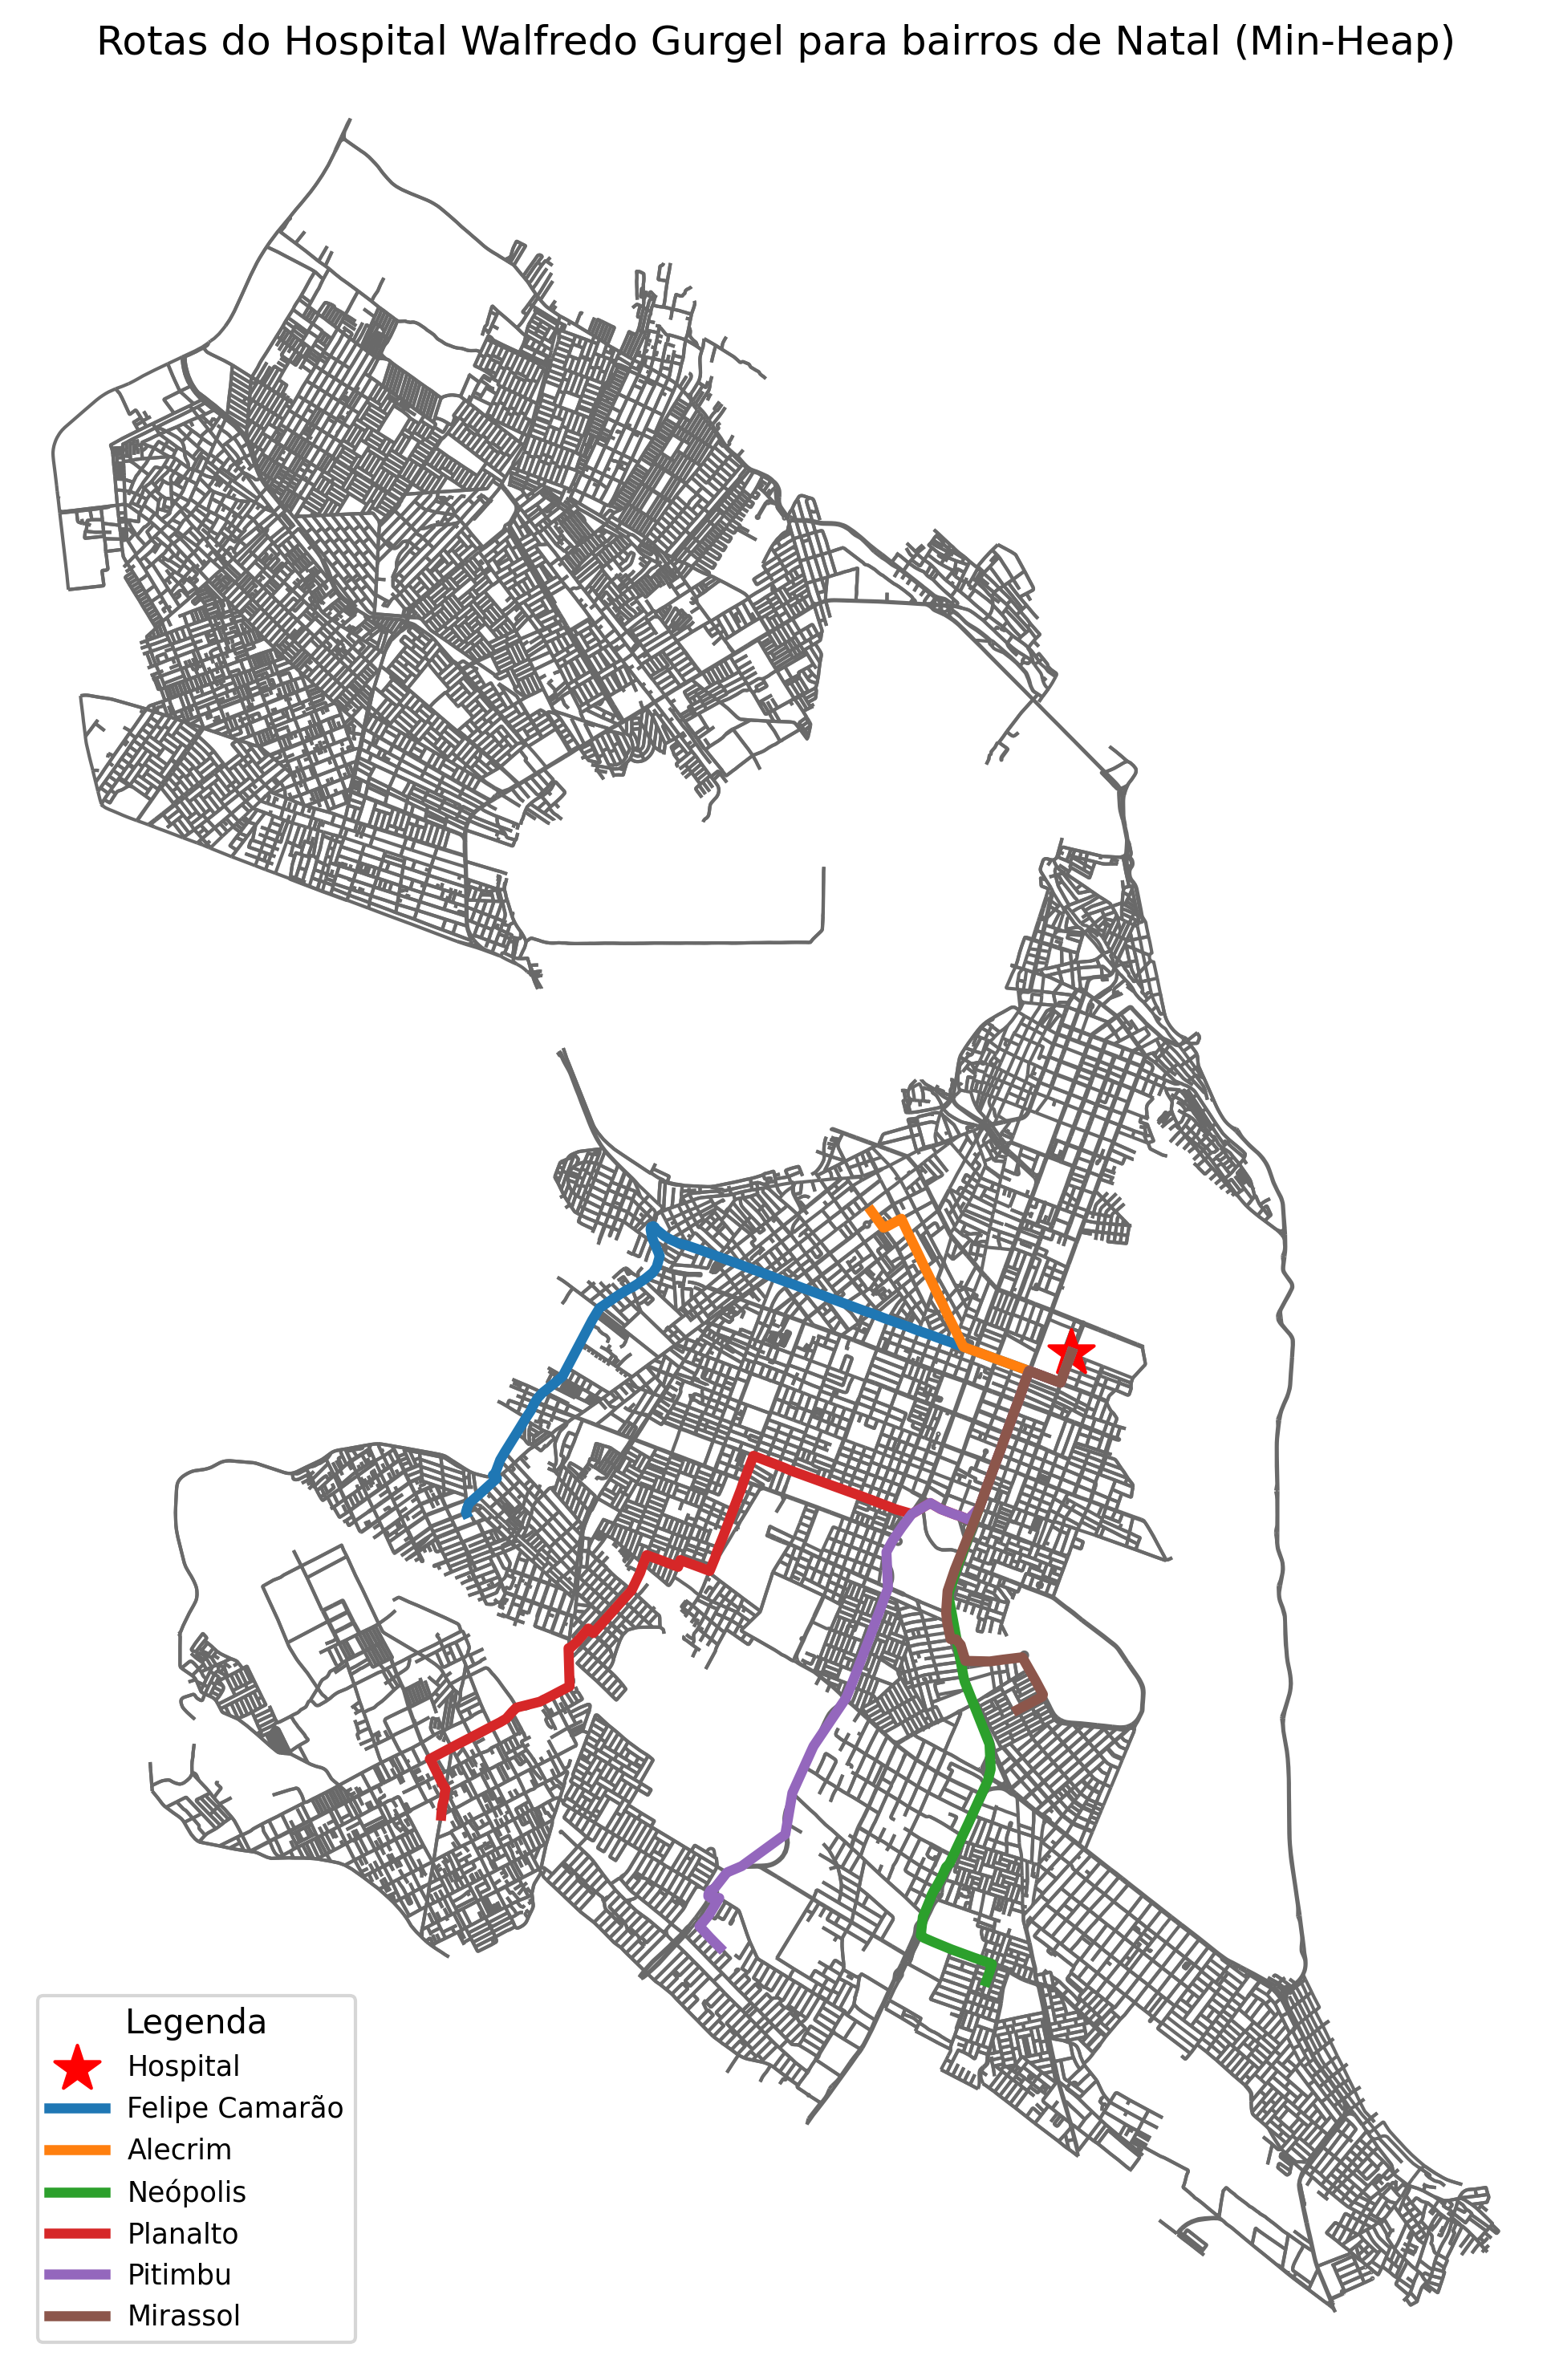 Rotas do Hospital Walfredo Gurgel para bairros de Natal (Min-Heap)
Legenda
Hospital
Felipe Camarão
Alecrim
Neópolis
Planalto
Pitimbu
Mirassol